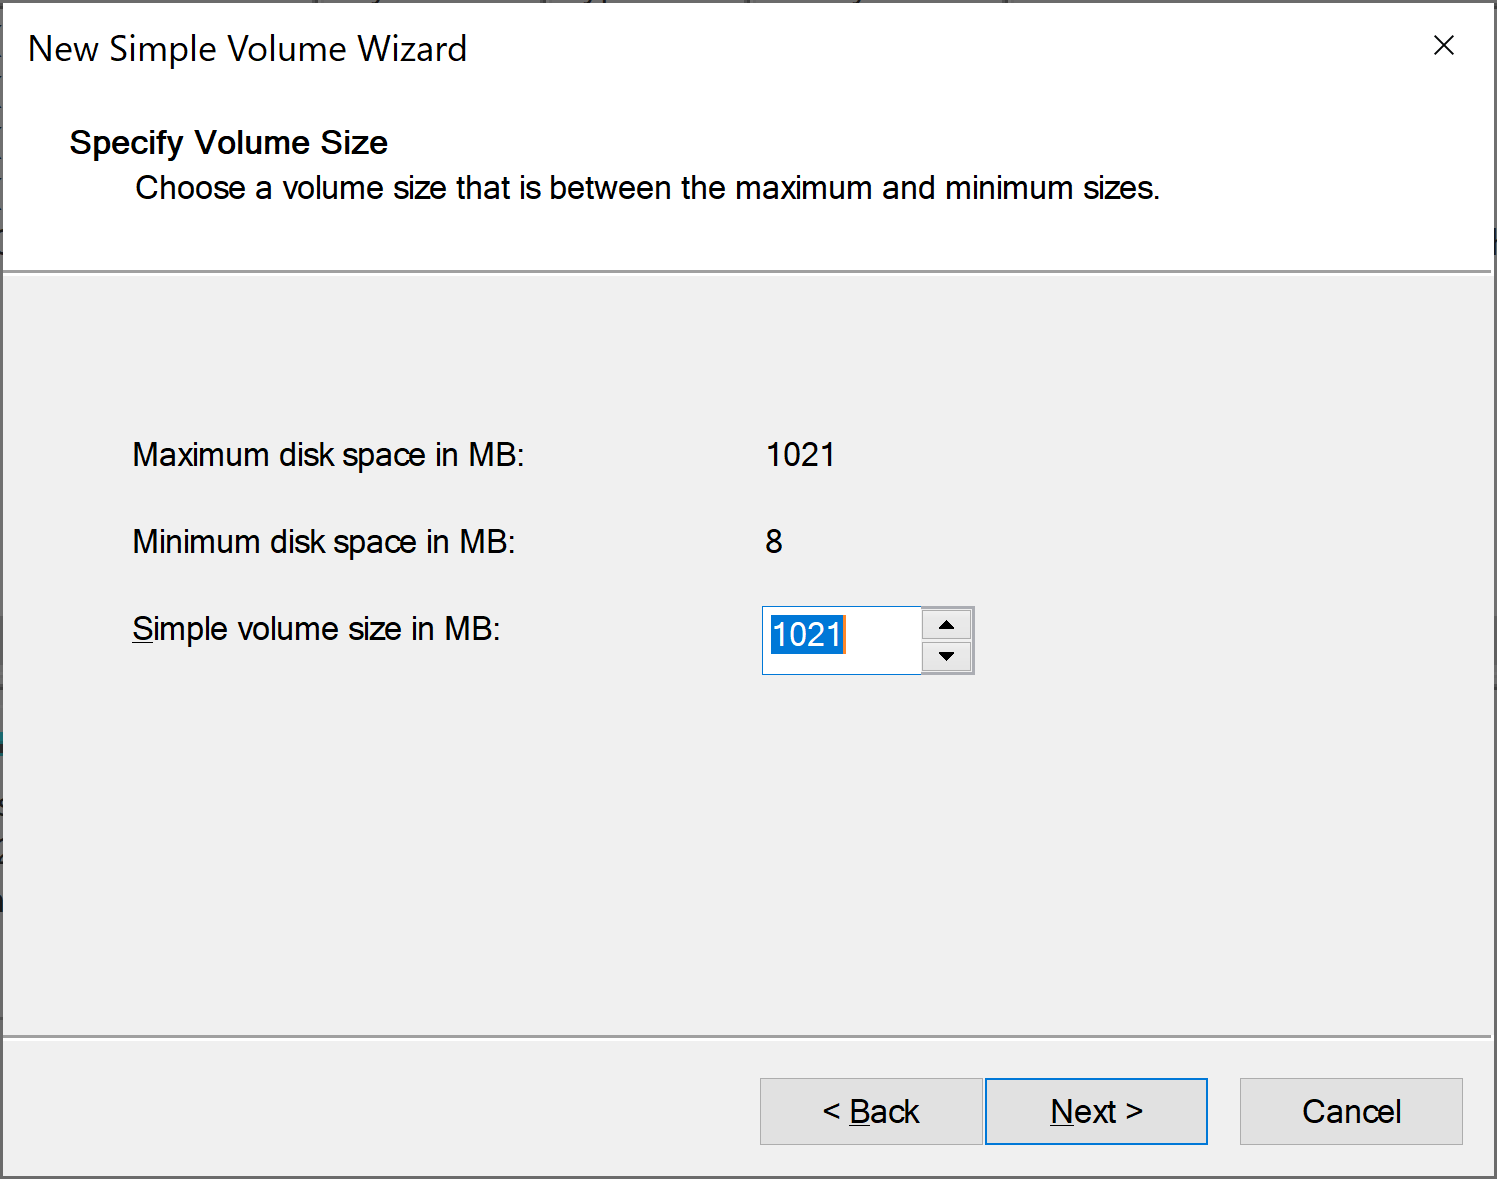 New Simple Volume Wizard
Specify Volume Size
Choose a volume size that is between the maximum and minimum sizes.
Maximum disk space in MB: 1021
Minimum disk space in MB: 8
Simple volume size in MB: 1021
< Back Next > Cancel